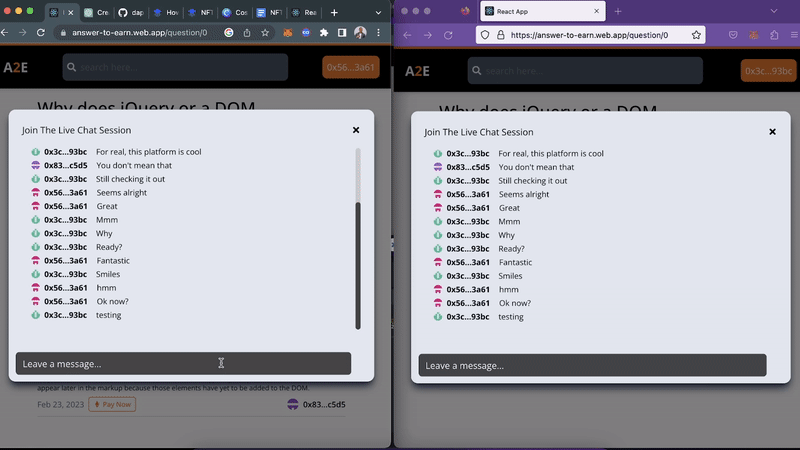 Cre
dap
How
NFT
Cos
NFT
Rea
answer-to-earn.web.app/question/0
A2E
search here...
0x56...3a61
Why does jQuery or a DOM
Join The Live Chat Session
0x3c...93bc For real, this platform is cool
0x83...c5d5 You don't mean that
0x3c...93bc Still checking it out
0x56...3a61 Seems alright
0x56...3a61 Great
0x3c...93bc Mmm
0x3c...93bc Why
0x3c...93bc Ready?
0x56...3a61 Fantastic
0x3c...93bc Smiles
0x56...3a61 hmm
0x56...3a61 Ok now?
0x3c...93bc testing
Leave a message...
appear later in the markup because those elements have yet to be added to the DOM.
Feb 23, 2023 Pay Now 0x83...c5d5
React App
https://answer-to-earn.web.app/question/0
A2E
search here...
0x3c...93bc
Why does jQuery or a DOM
Join The Live Chat Session
0x3c...93bc For real, this platform is cool
0x83...c5d5 You don't mean that
0x3c...93bc Still checking it out
0x56...3a61 Seems alright
0x56...3a61 Great
0x3c...93bc Mmm
0x3c...93bc Why
0x3c...93bc Ready?
0x56...3a61 Fantastic
0x3c...93bc Smiles
0x56...3a61 hmm
0x56...3a61 Ok now?
0x3c...93bc testing
Leave a message...